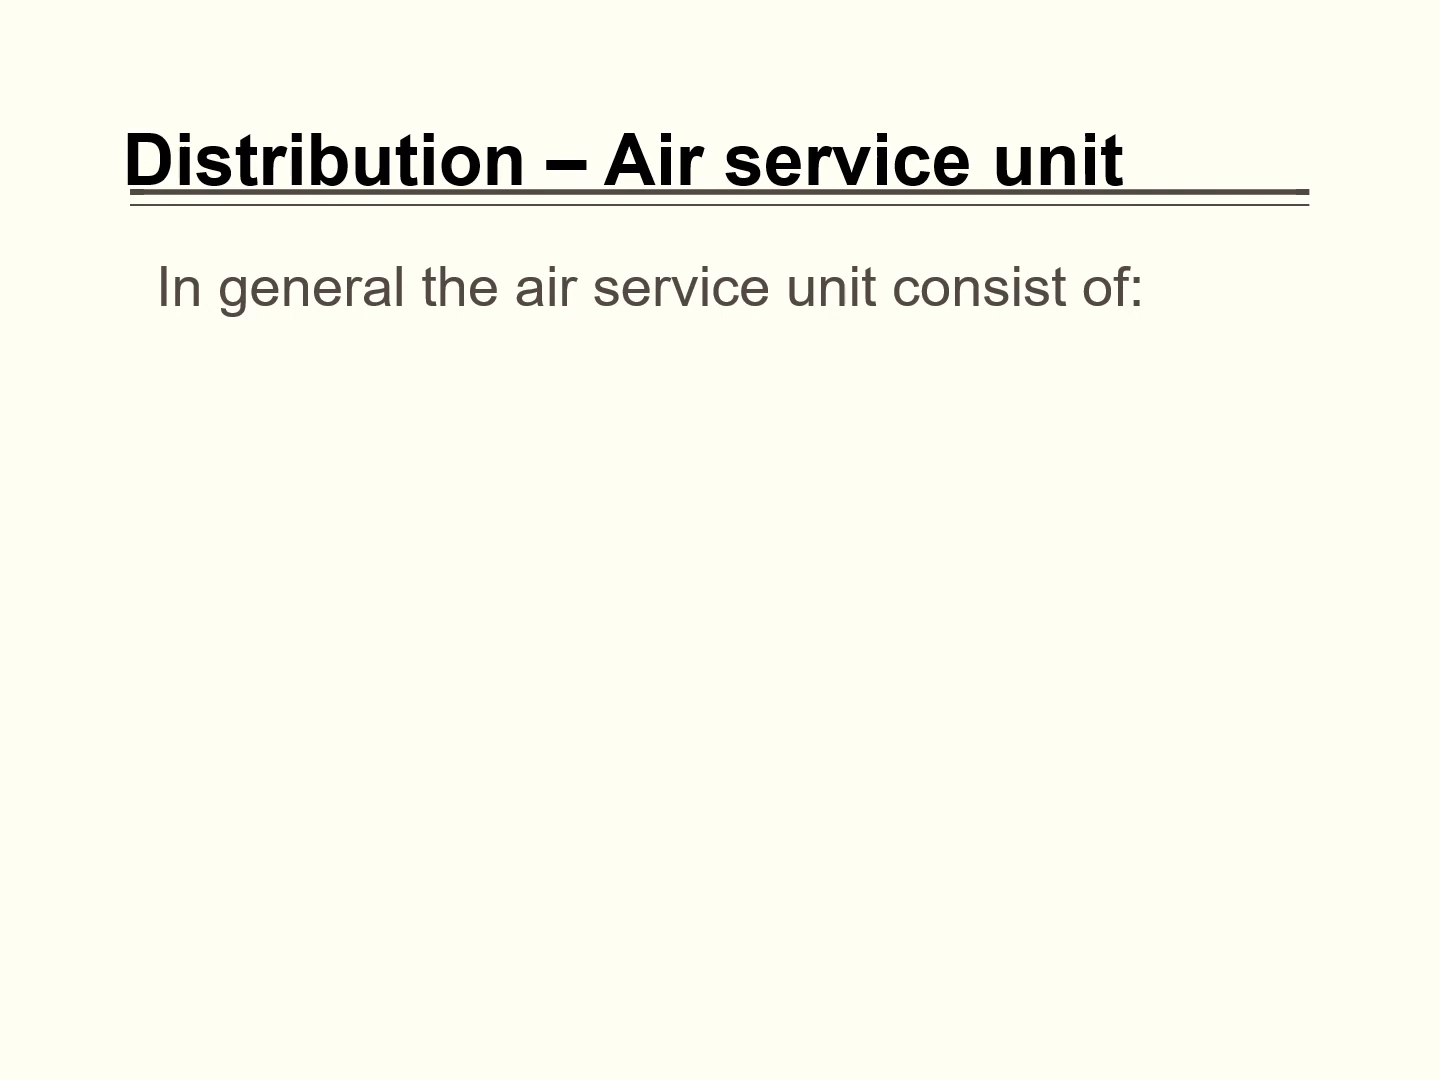 Distribution – Air service unit
In general the air service unit consist of: